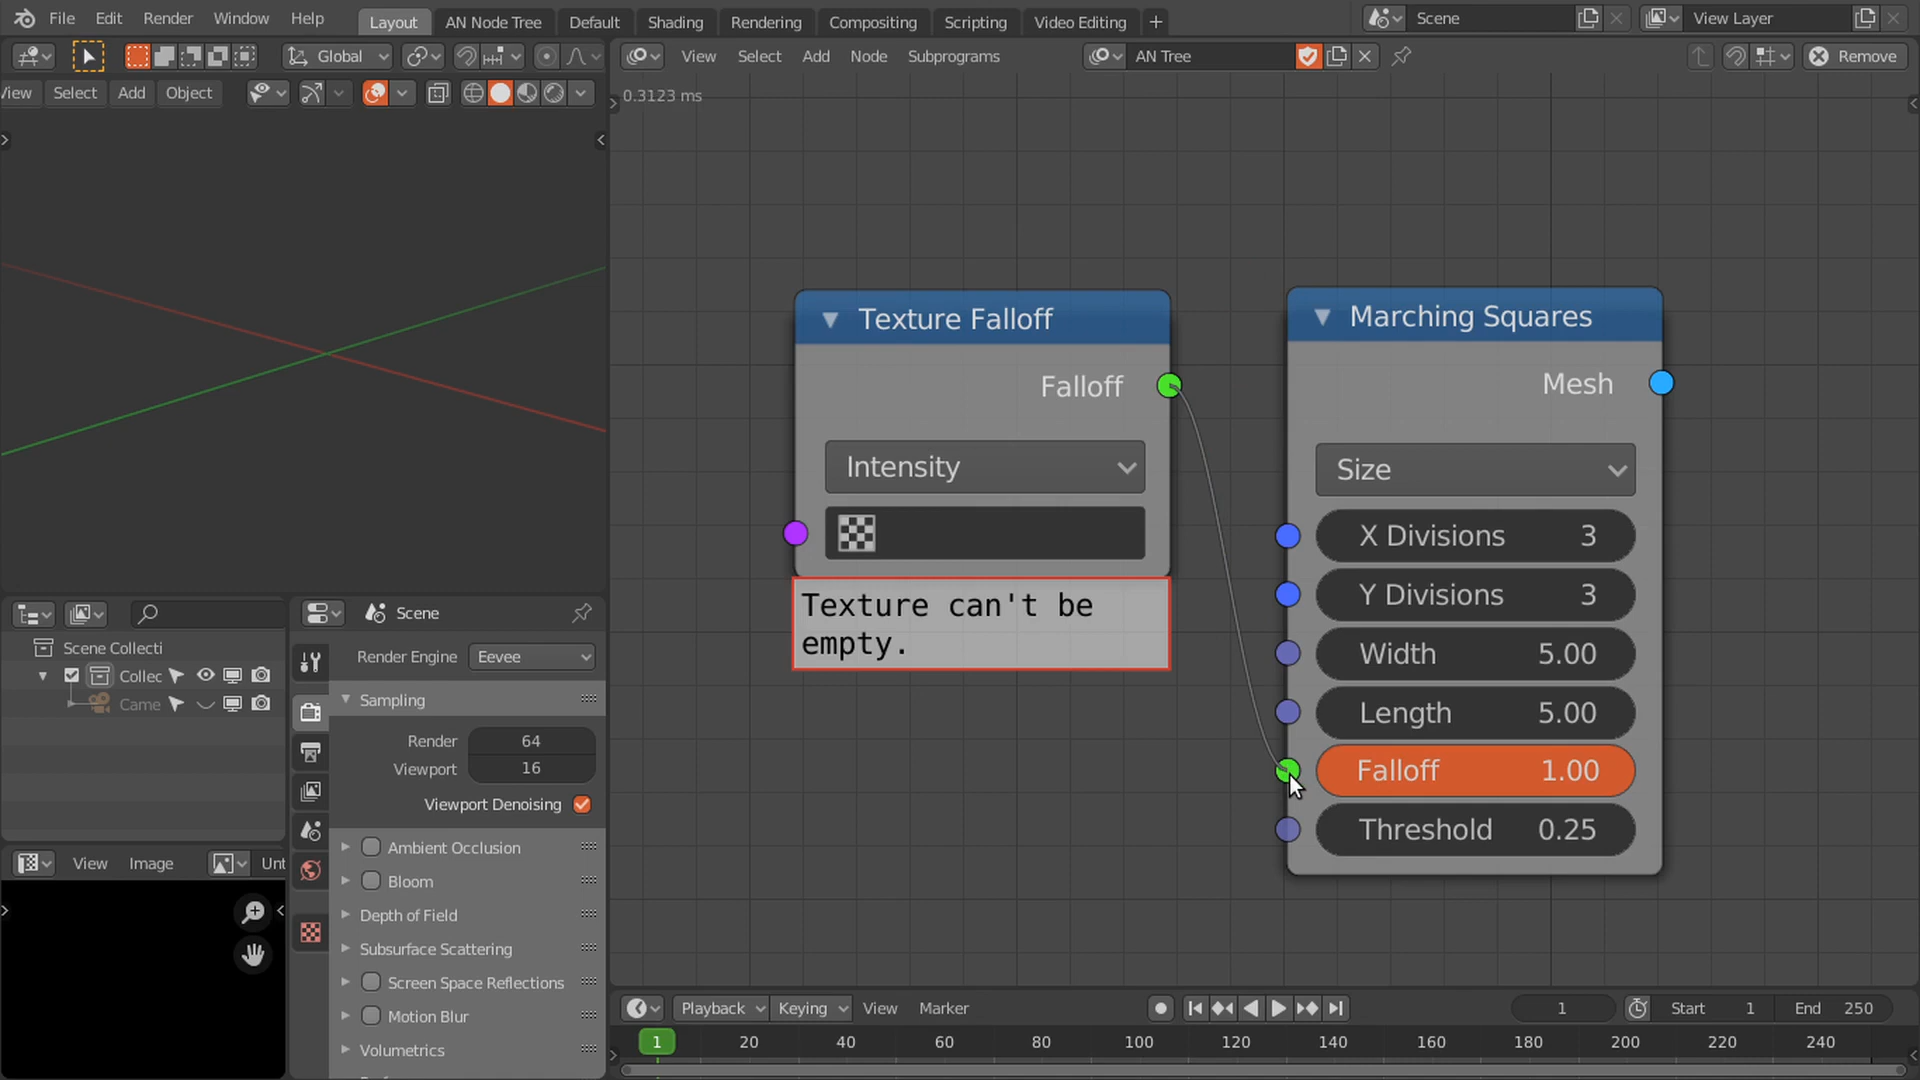 File Edit Render Window Help Layout AN Node Tree Default Shading Rendering Compositing Scripting Video Editing + Scene View Layer
Global View Select Add Node Subprograms AN Tree Remove
iew Select Add Object
0.3123 ms
Texture Falloff
Falloff
Intensity
Texture can't be
empty.
Marching Squares
Mesh
Size
X Divisions 3
Y Divisions 3
Width 5.00
Length 5.00
Falloff 1.00
Threshold 0.25
Scene Collecti
Collec
Came
View Image Unt
Scene
Render Engine Eevee
Sampling
Render 64
Viewport 16
Viewport Denoising
Ambient Occlusion
Bloom
Depth of Field
Subsurface Scattering
Screen Space Reflections
Motion Blur
Volumetrics
Playback Keying View Marker 1 Start 1 End 250
1 20 40 60 80 100 120 140 160 180 200 220 240